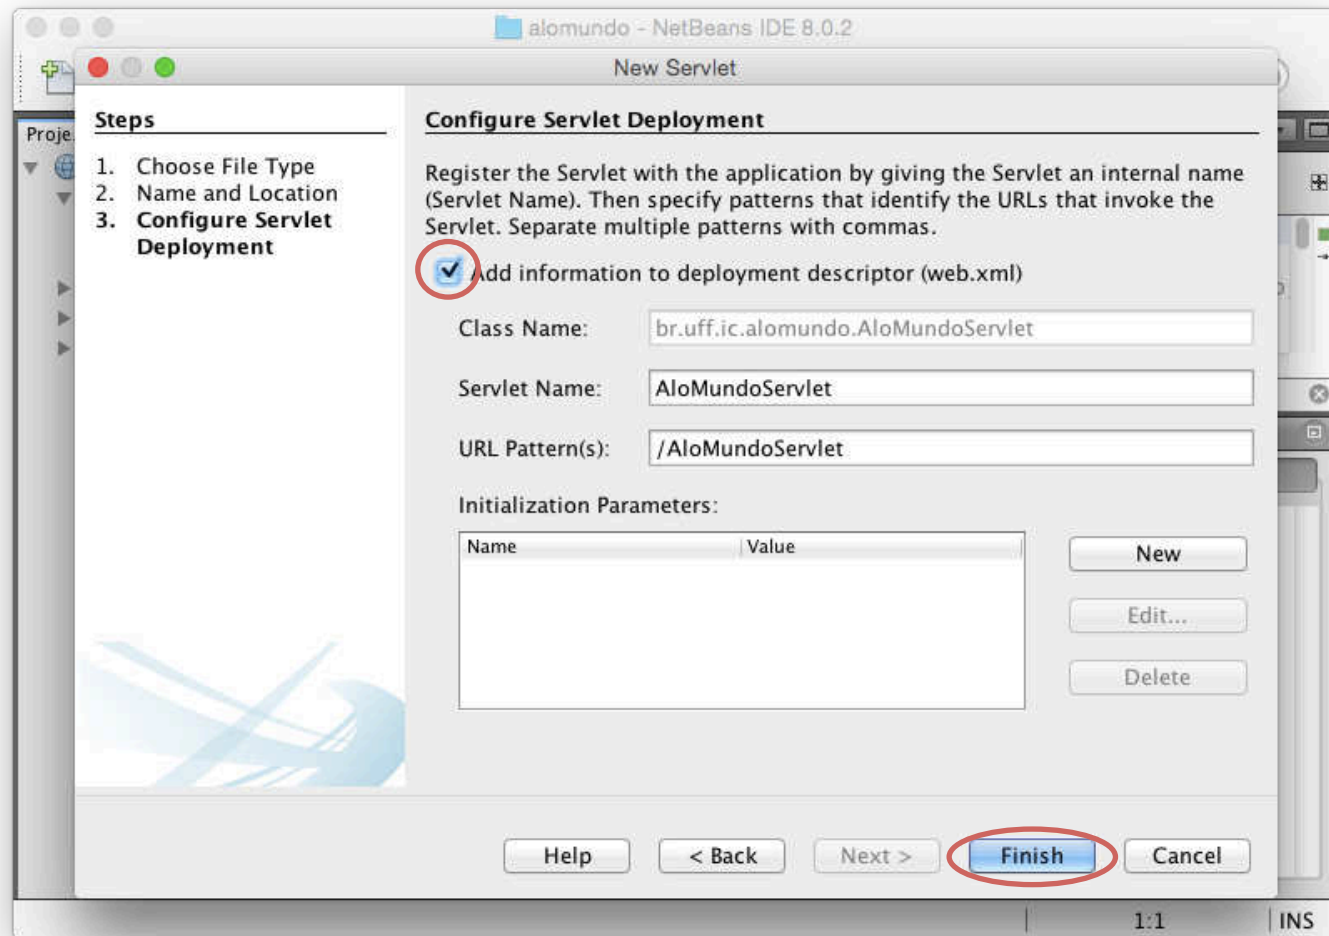 alomundo - NetBeans IDE 8.0.2
New Servlet
Proje
Steps
1. Choose File Type
2. Name and Location
3. Configure Servlet
Deployment
Configure Servlet Deployment
Register the Servlet with the application by giving the Servlet an internal name
(Servlet Name). Then specify patterns that identify the URLs that invoke the
Servlet. Separate multiple patterns with commas.
Add information to deployment descriptor (web.xml)
Class Name: br.uff.ic.alomundo.AloMundoServlet
Servlet Name: AloMundoServlet
URL Pattern(s): /AloMundoServlet
Initialization Parameters:
Name Value
New
Edit...
Delete
Help < Back Next > Finish Cancel
1:1 INS